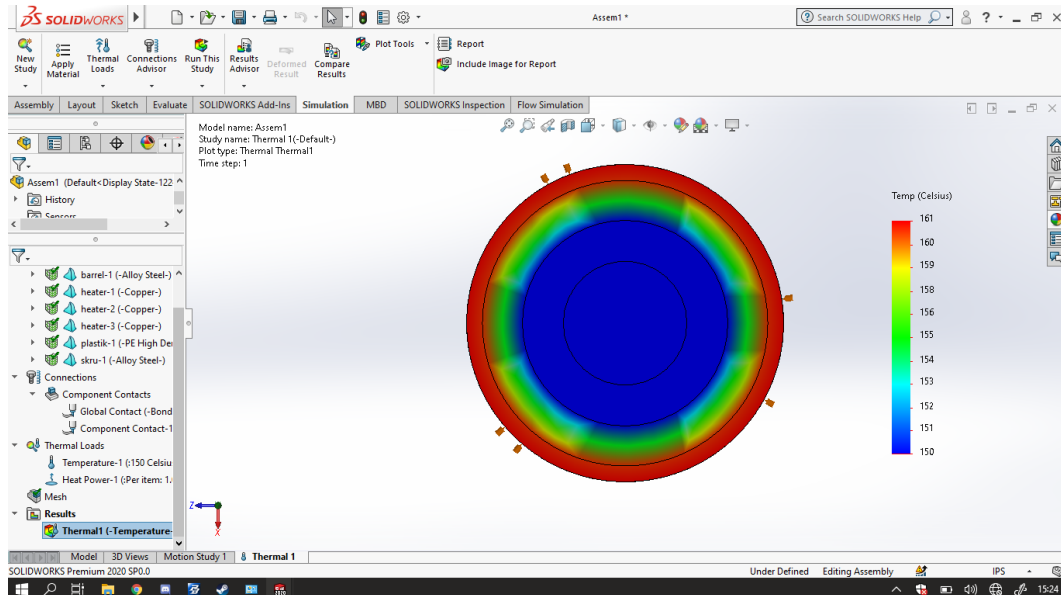 SOLIDWORKS
Assem1 *
Search SOLIDWORKS Help
New Study
Apply Material
Thermal Loads
Connections Advisor
Run This Study
Results Advisor
Deformed Result
Compare Results
Plot Tools
Report
Include Image for Report
Assembly Layout Sketch Evaluate SOLIDWORKS Add-Ins Simulation MBD SOLIDWORKS Inspection Flow Simulation
Model name: Assem1
Study name: Thermal 1(-Default-)
Plot type: Thermal Thermal1
Time step: 1
Assem1 (Default<Display State-122
History
Sensors
barrel-1 (-Alloy Steel-)
heater-1 (-Copper-)
heater-2 (-Copper-)
heater-3 (-Copper-)
plastik-1 (-PE High De
skru-1 (-Alloy Steel-)
Connections
Component Contacts
Global Contact (-Bond
Component Contact-1
Thermal Loads
Temperature-1 (:150 Celsiu
Heat Power-1 (:Per item: 1.
Mesh
Results
Thermal1 (-Temperature-
Temp (Celsius)
161
160
159
158
156
155
154
153
152
151
150
Z
X
Model 3D Views Motion Study 1 Thermal 1
SOLIDWORKS Premium 2020 SP0.0
Under Defined Editing Assembly IPS
15:24